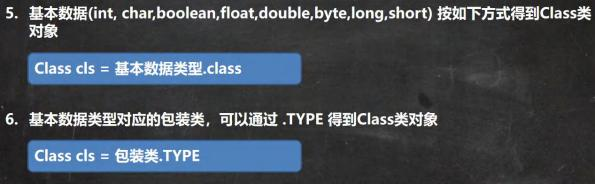 5. 基本数据(int, char,boolean,float,double,byte,long,short) 按如下方式得到Class类
对象
Class cls = 基本数据类型.class
6. 基本数据类型对应的包装类，可以通过 .TYPE 得到Class类对象
Class cls = 包装类.TYPE